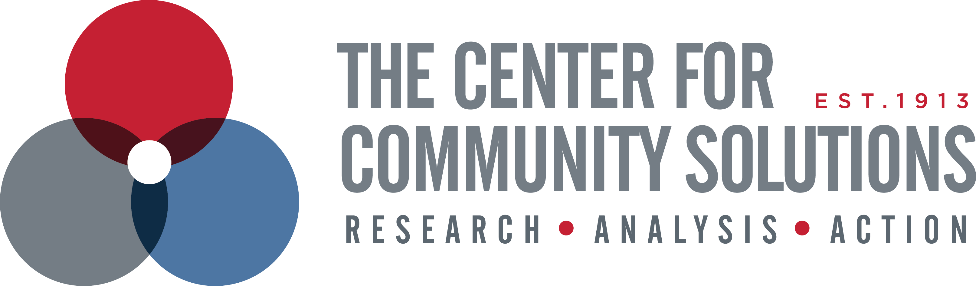 THE CENTER FOR
EST.1913
COMMUNITY SOLUTIONS
RESEARCH • ANALYSIS • ACTION